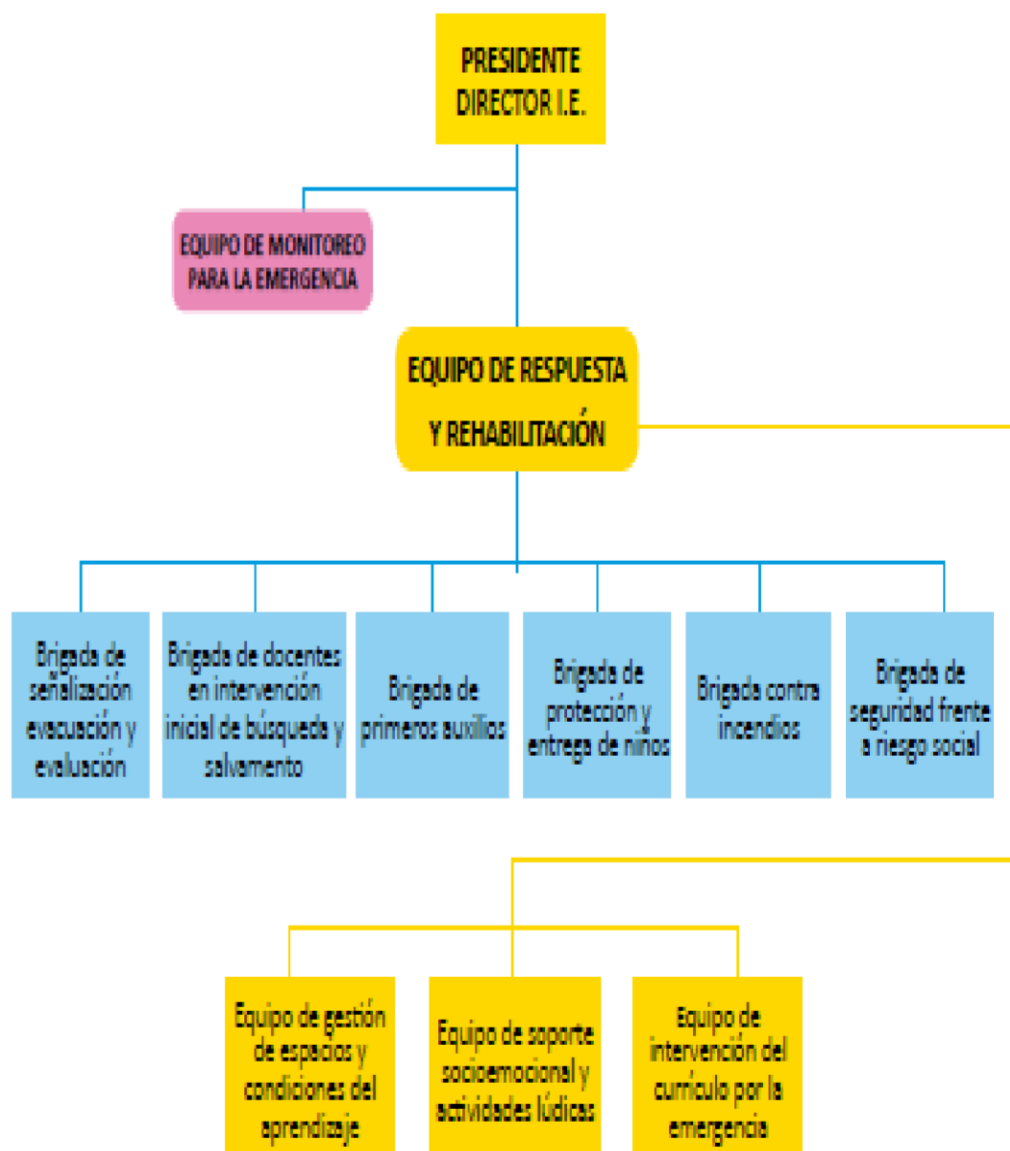 PRESIDENTE
DIRECTOR I.E.
EQUIPO DE MONITOREO
PARA LA EMERGENCIA
EQUIPO DE RESPUESTA
Y REHABILITACIÓN
Brigada de
señalización
evacuación y
evaluación
Brigada de docentes
en intervención
inicial de búsqueda y
salvamento
Brigada de
primeros auxilios
Brigada de
protección y
entrega de niños
Brigada contra
incendios
Brigada de
seguridad frente
a riesgo social
Equipo de gestión
de espacios y
condiciones del
aprendizaje
Equipo de soporte
socioemocional y
actividades lúdicas
Equipo de
intervención del
currículo por la
emergencia